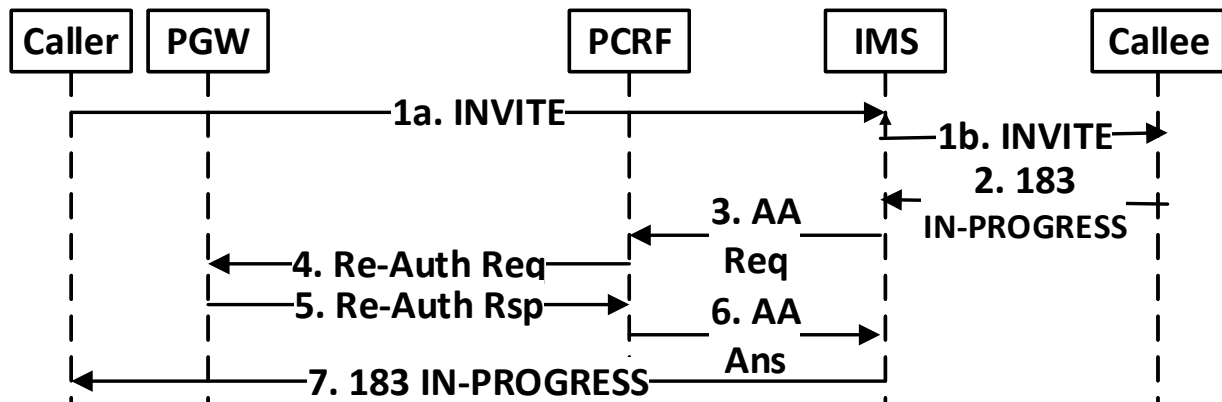 Caller
PGW
PCRF
IMS
Callee
1a. INVITE
1b. INVITE
2. 183
IN-PROGRESS
3. AA
Req
4. Re-Auth Req
5. Re-Auth Rsp
6. AA
Ans
7. 183 IN-PROGRESS